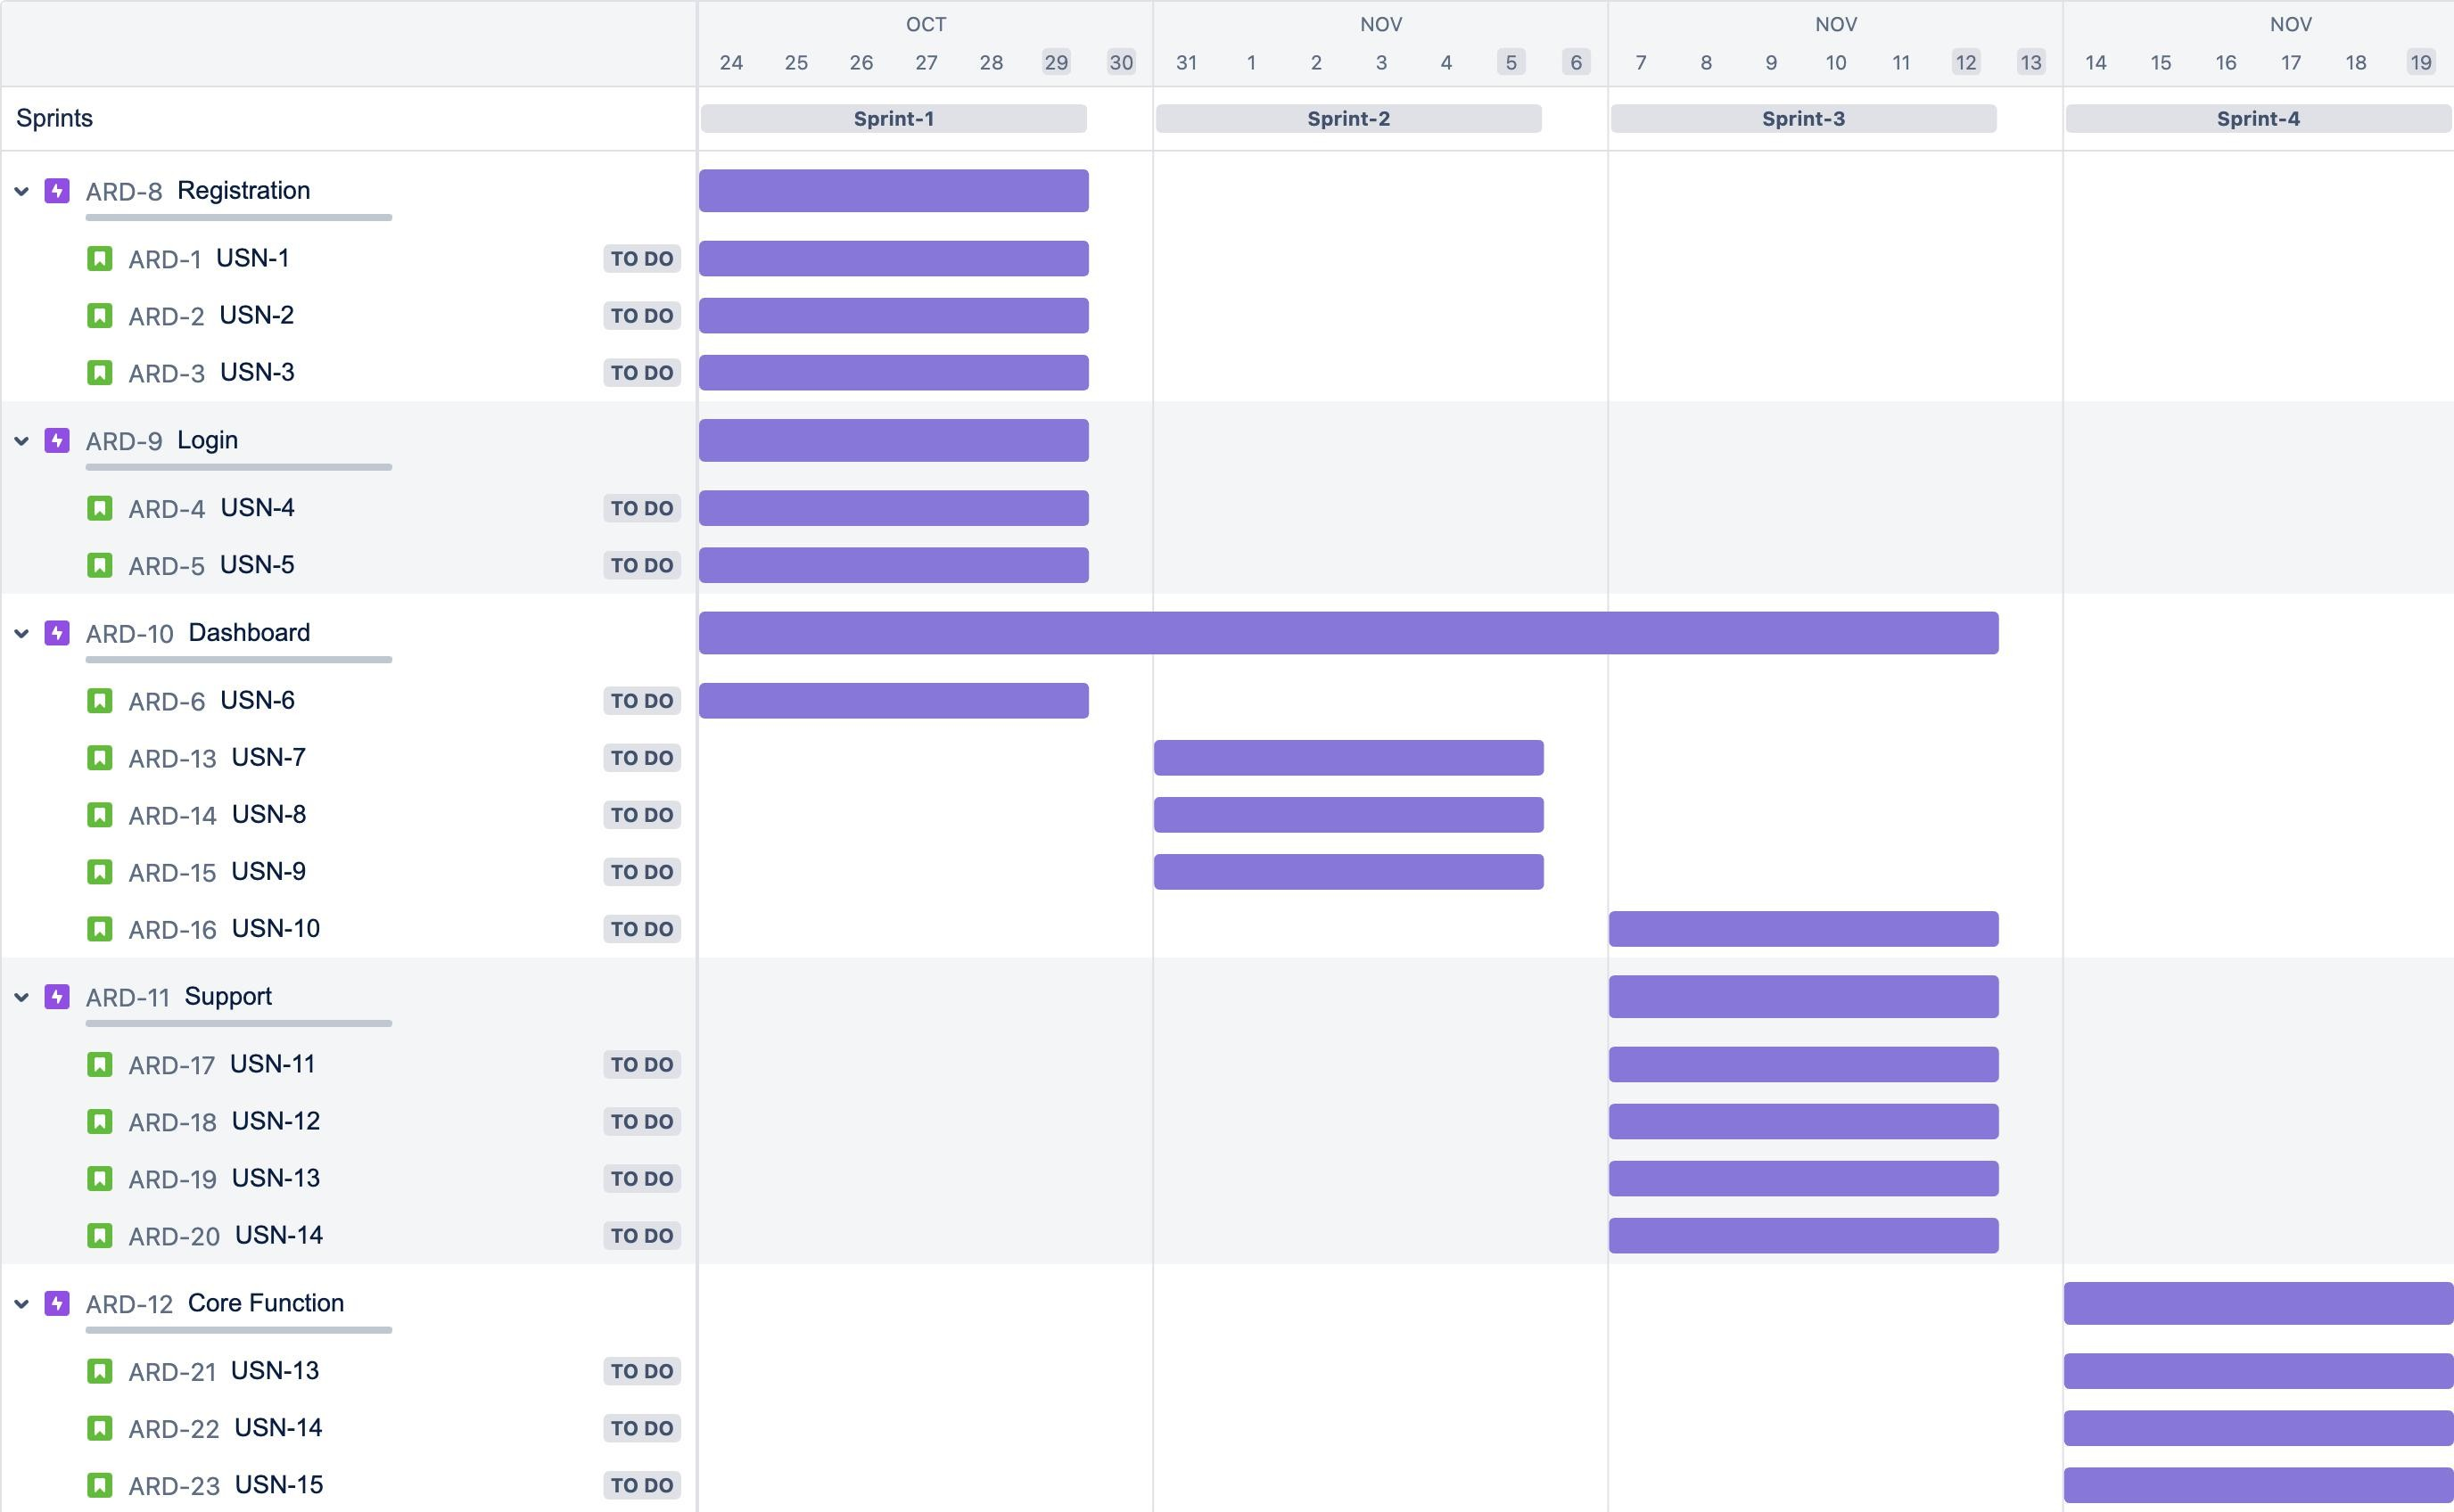 OCT NOV NOV NOV
24 25 26 27 28 29 30 31 1 2 3 4 5 6 7 8 9 10 11 12 13 14 15 16 17 18 19
Sprints Sprint-1 Sprint-2 Sprint-3 Sprint-4
ARD-8 Registration
ARD-1 USN-1 TO DO
ARD-2 USN-2 TO DO
ARD-3 USN-3 TO DO
ARD-9 Login
ARD-4 USN-4 TO DO
ARD-5 USN-5 TO DO
ARD-10 Dashboard
ARD-6 USN-6 TO DO
ARD-13 USN-7 TO DO
ARD-14 USN-8 TO DO
ARD-15 USN-9 TO DO
ARD-16 USN-10 TO DO
ARD-11 Support
ARD-17 USN-11 TO DO
ARD-18 USN-12 TO DO
ARD-19 USN-13 TO DO
ARD-20 USN-14 TO DO
ARD-12 Core Function
ARD-21 USN-13 TO DO
ARD-22 USN-14 TO DO
ARD-23 USN-15 TO DO